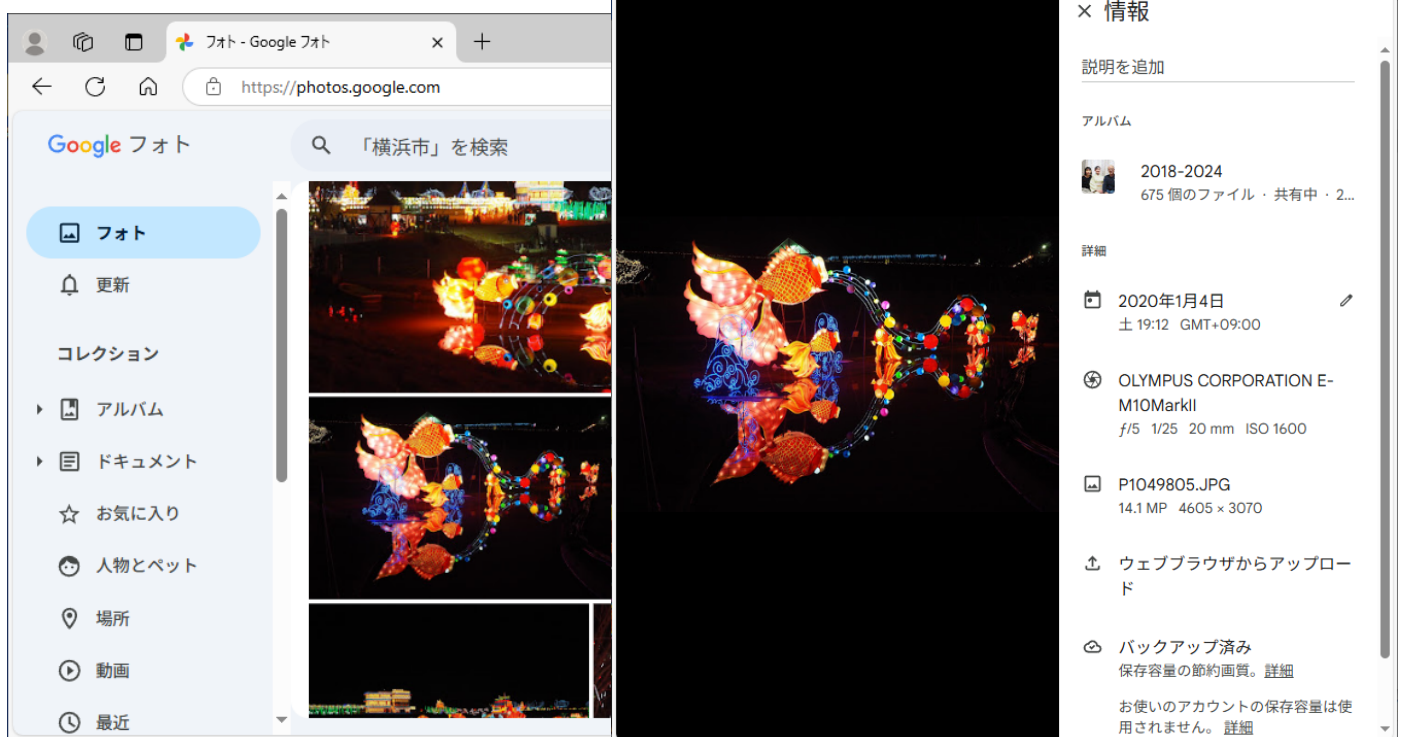 フォト - Google フォト
https://photos.google.com
Google フォト
「横浜市」を検索
フォト
更新
コレクション
アルバム
ドキュメント
お気に入り
人物とペット
場所
動画
最近
情報
説明を追加
アルバム
2018-2024
675 個のファイル · 共有中 · 2...
詳細
2020年1月4日
土 19:12 GMT+09:00
OLYMPUS CORPORATION E-
M10MarkII
ƒ/5 1/25 20 mm ISO 1600
P1049805.JPG
14.1 MP 4605 × 3070
ウェブブラウザからアップロー
ド
バックアップ済み
保存容量の節約画質。詳細
お使いのアカウントの保存容量は使
用されません。 詳細